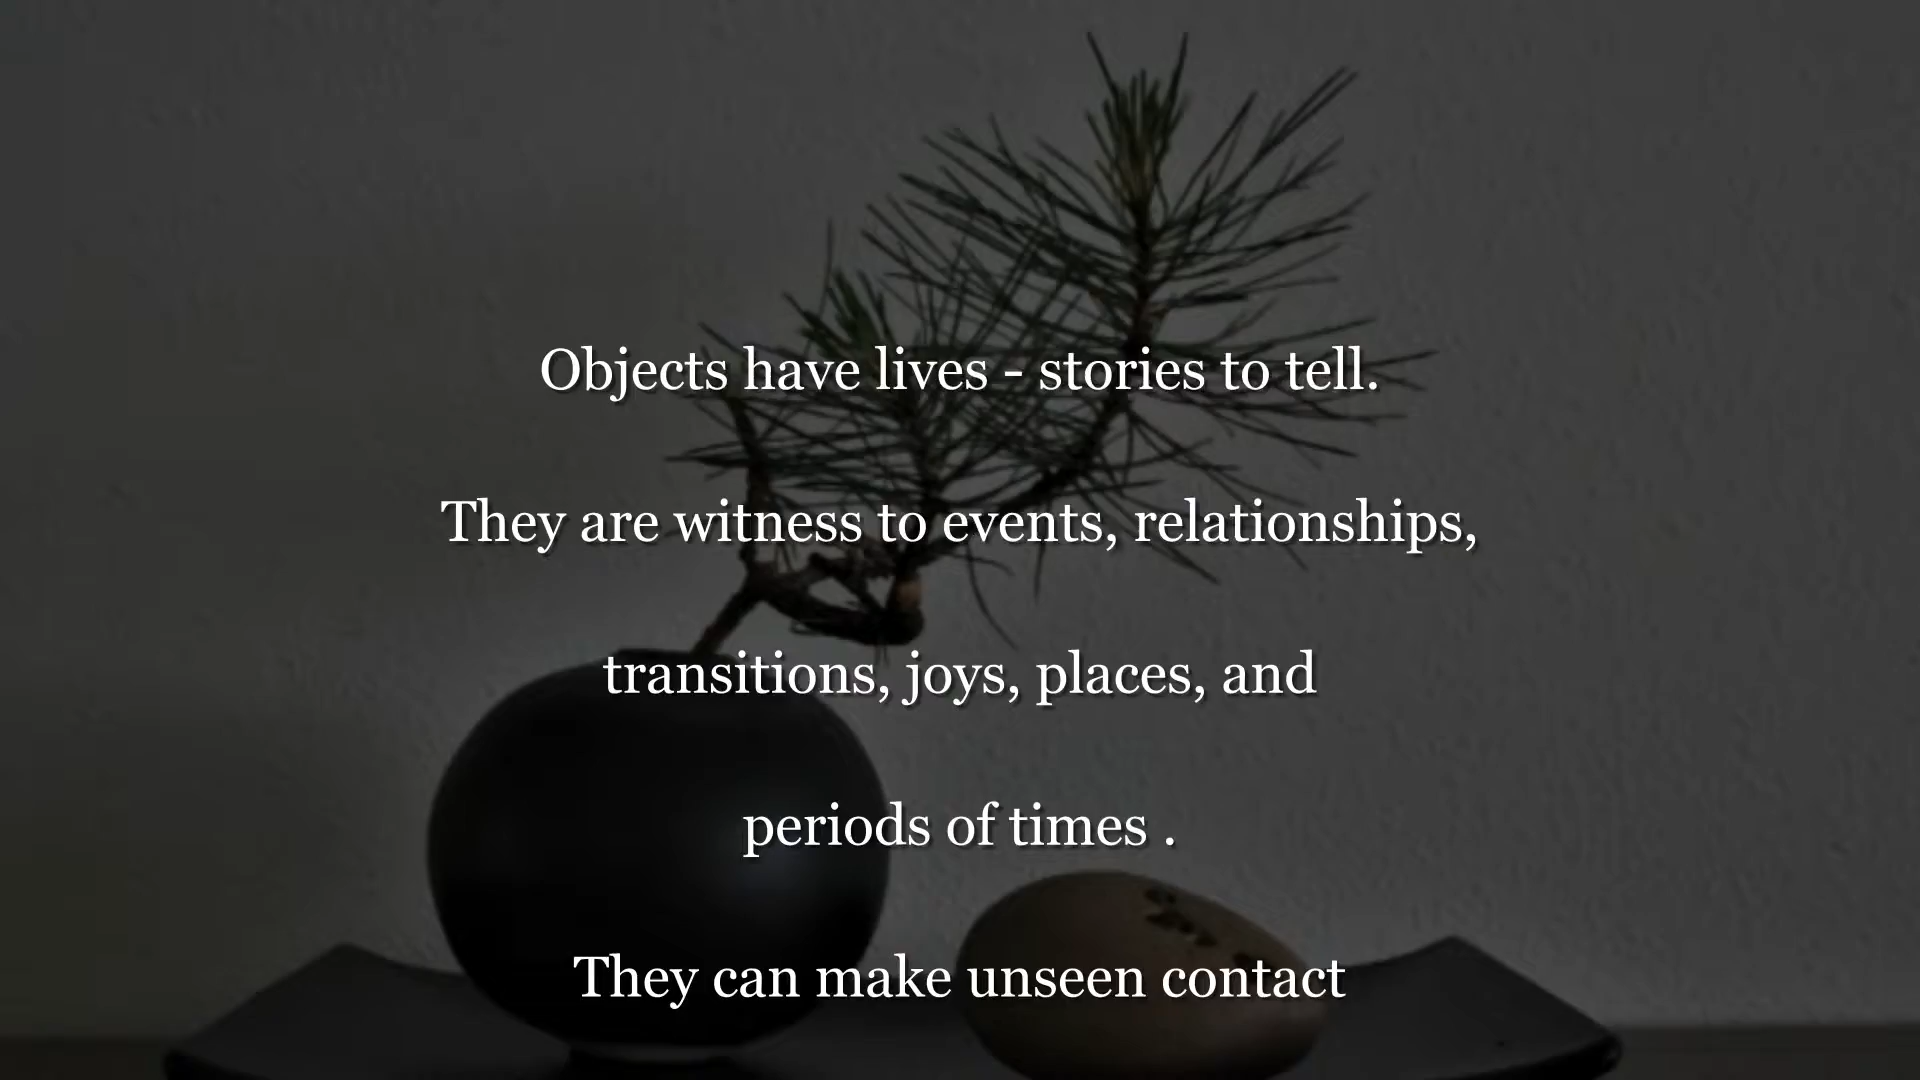 Objects have lives - stories to tell.
They are witness to events, relationships,
transitions, joys, places, and
periods of times .
They can make unseen contact